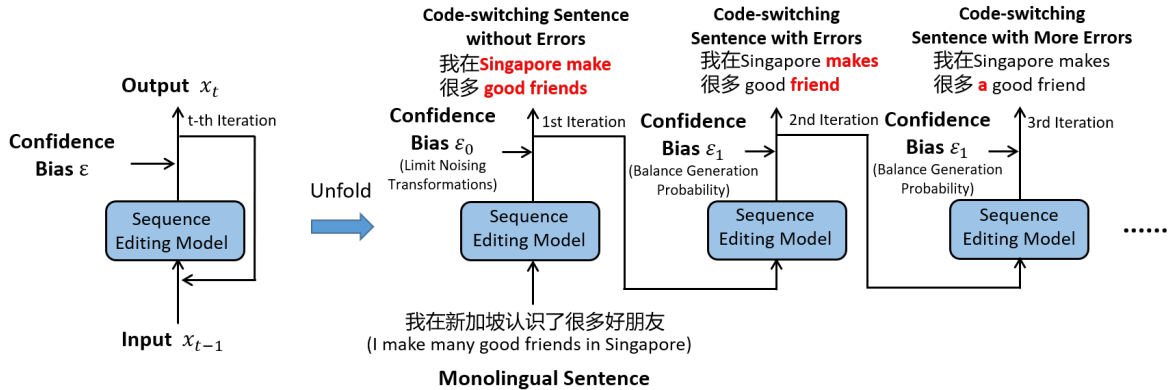 Output x_t
t-th Iteration
Confidence
Bias ε
Sequence
Editing Model
Input x_{t−1}
Unfold
Code-switching Sentence
without Errors
我在Singapore make
很多 good friends
1st Iteration
Confidence
Bias ε_0
(Limit Noising
Transformations)
Sequence
Editing Model
我在新加坡认识了很多好朋友
(I make many good friends in Singapore)
Monolingual Sentence
Code-switching
Sentence with Errors
我在Singapore makes
很多 good friend
2nd Iteration
Confidence
Bias ε_1
(Balance Generation
Probability)
Sequence
Editing Model
Code-switching
Sentence with More Errors
我在Singapore makes
很多 a good friend
3rd Iteration
Confidence
Bias ε_1
(Balance Generation
Probability)
Sequence
Editing Model
......